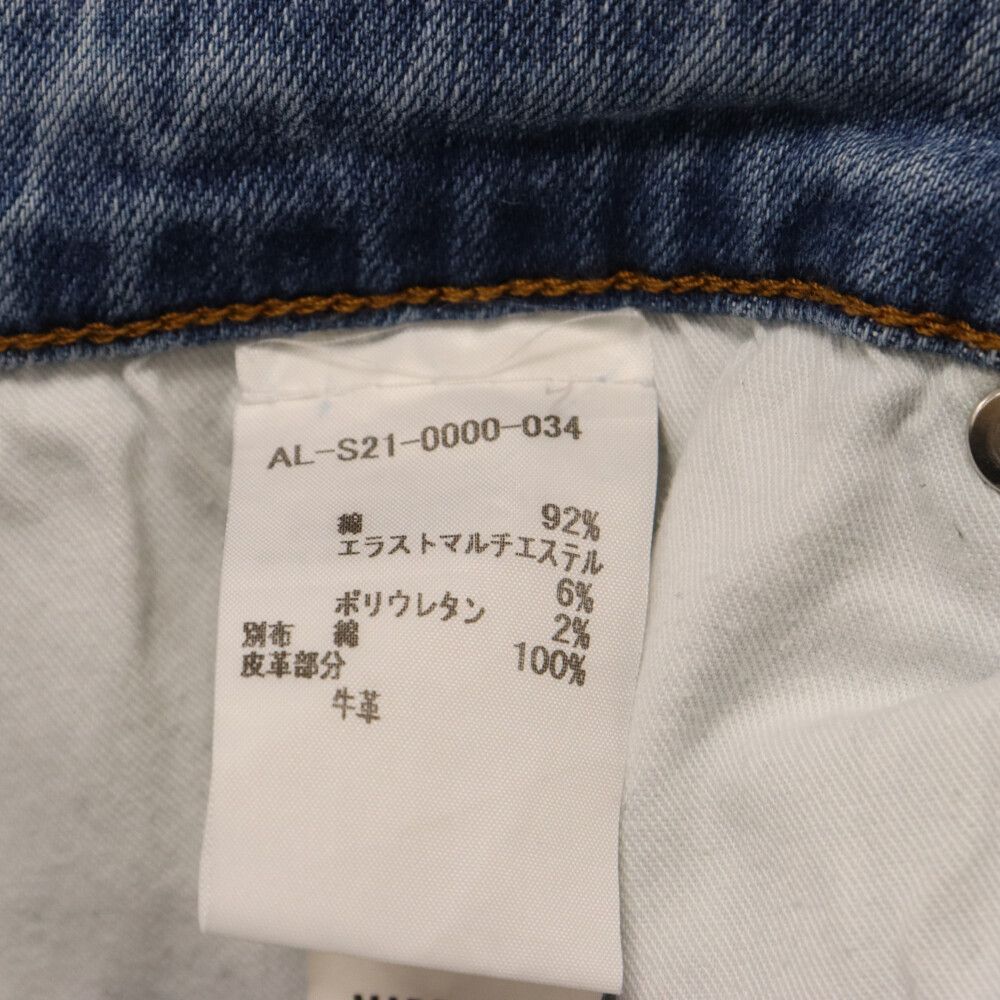 AL-S21-0000-034
綿 92%
エラストマルチエステル
6%
ポリウレタン 2%
別布 綿 100%
皮革部分
牛革